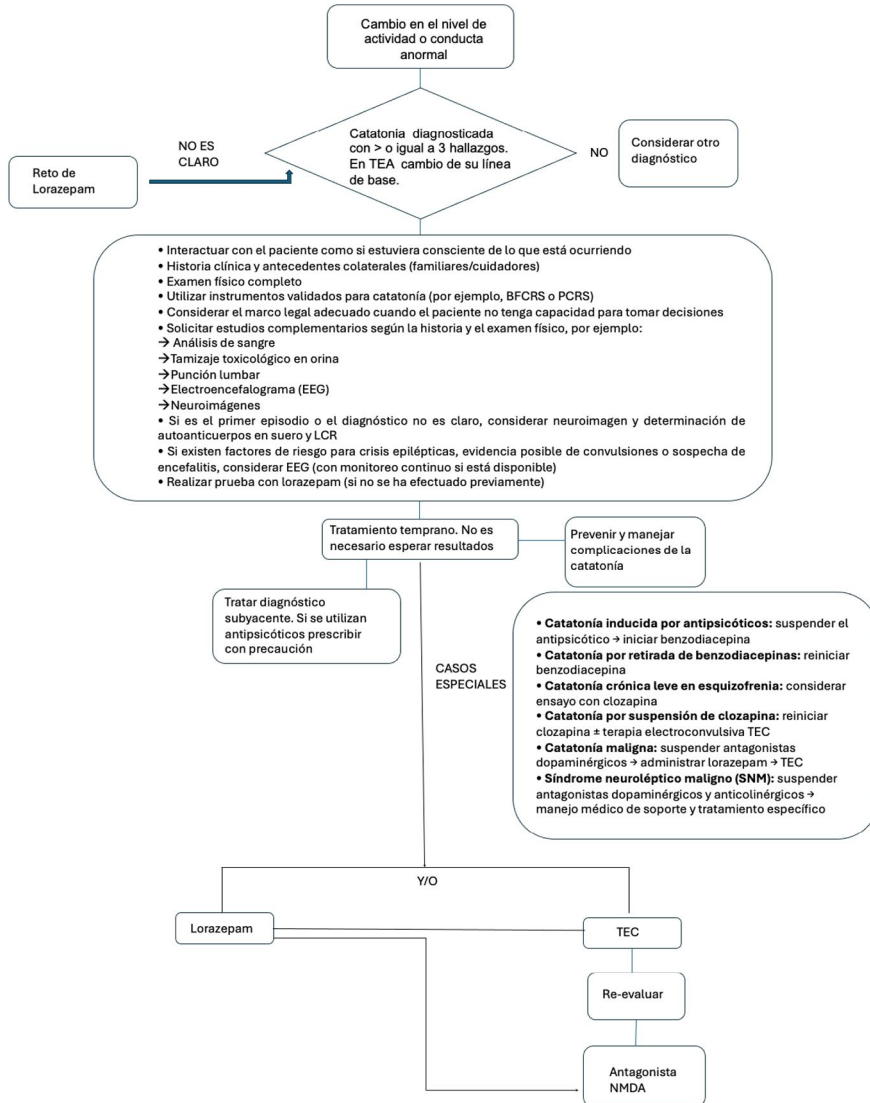 Cambio en el nivel de
actividad o conducta
anormal
NO ES
CLARO
Reto de
Lorazepam
Catatonia diagnosticada
con > o igual a 3 hallazgos.
En TEA cambio de su línea
de base.
NO
Considerar otro
diagnóstico
• Interactuar con el paciente como si estuviera consciente de lo que está ocurriendo
• Historia clínica y antecedentes colaterales (familiares/cuidadores)
• Examen físico completo
• Utilizar instrumentos validados para catatonía (por ejemplo, BFCRS o PCRS)
• Considerar el marco legal adecuado cuando el paciente no tenga capacidad para tomar decisiones
• Solicitar estudios complementarios según la historia y el examen físico, por ejemplo:
→ Análisis de sangre
→Tamizaje toxicológico en orina
→Punción lumbar
→Electroencefalograma (EEG)
→Neuroimágenes
• Si es el primer episodio o el diagnóstico no es claro, considerar neuroimagen y determinación de
autoanticuerpos en suero y LCR
• Si existen factores de riesgo para crisis epilépticas, evidencia posible de convulsiones o sospecha de
encefalitis, considerar EEG (con monitoreo continuo si está disponible)
• Realizar prueba con lorazepam (si no se ha efectuado previamente)
Tratamiento temprano. No es
necesario esperar resultados
Prevenir y manejar
complicaciones de la
catatonía
Tratar diagnóstico
subyacente. Si se utilizan
antipsicóticos prescribir
con precaución
CASOS
ESPECIALES
• Catatonía inducida por antipsicóticos: suspender el
antipsicótico → iniciar benzodiacepina
• Catatonía por retirada de benzodiacepinas: reiniciar
benzodiacepina
• Catatonía crónica leve en esquizofrenia: considerar
ensayo con clozapina
• Catatonía por suspensión de clozapina: reiniciar
clozapina ± terapia electroconvulsiva TEC
• Catatonía maligna: suspender antagonistas
dopaminérgicos → administrar lorazepam → TEC
• Síndrome neuroléptico maligno (SNM): suspender
antagonistas dopaminérgicos y anticolinérgicos →
manejo médico de soporte y tratamiento específico
Y/O
Lorazepam
TEC
Re-evaluar
Antagonista
NMDA